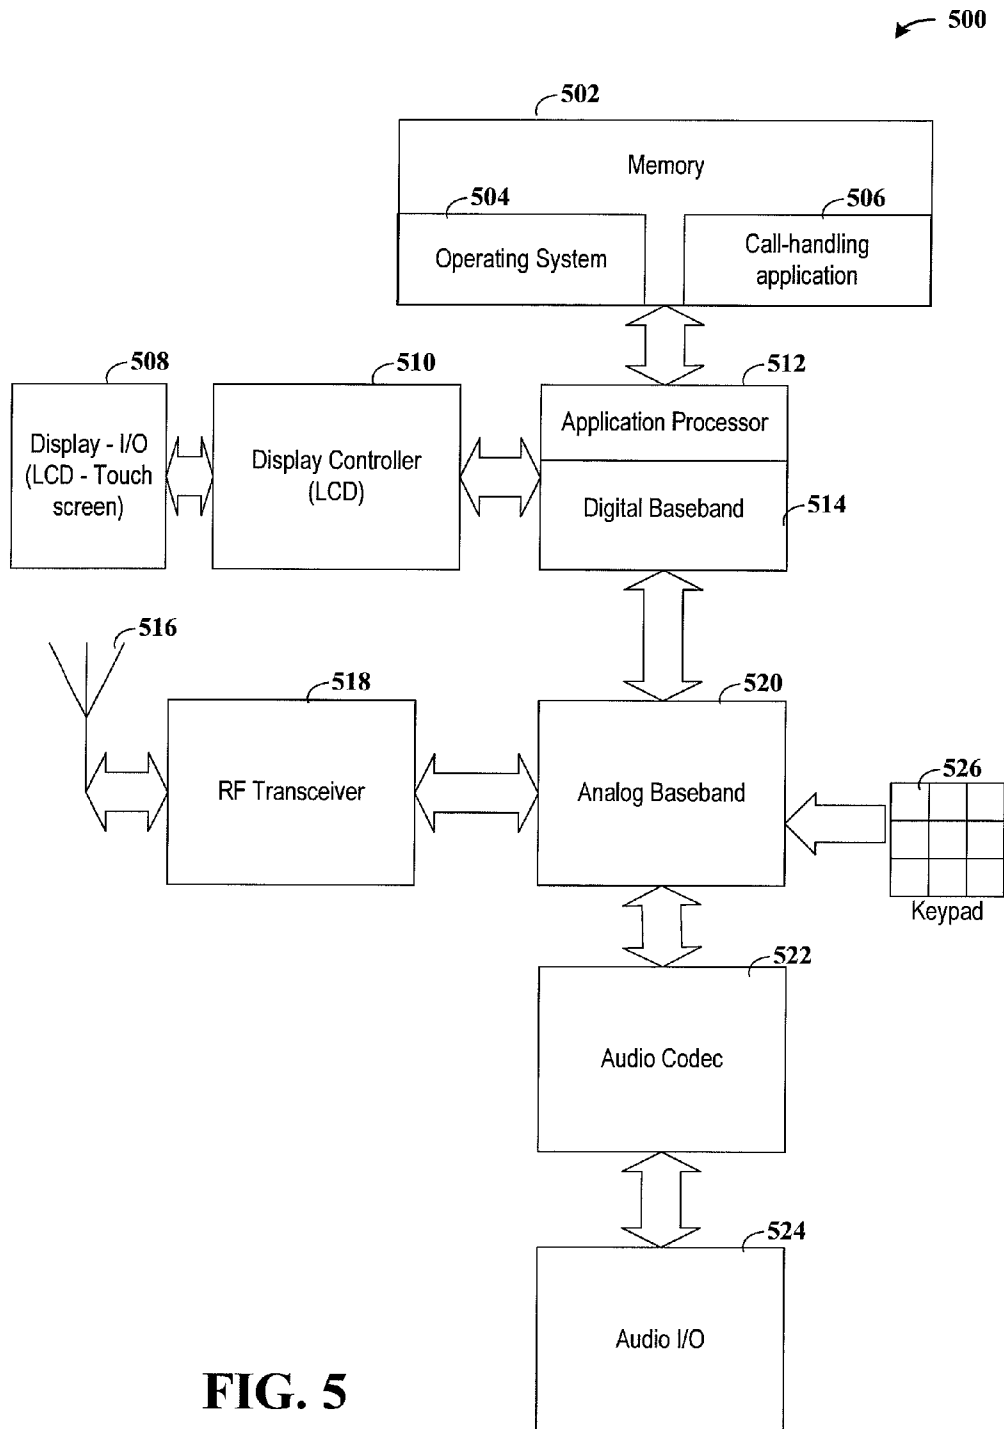 500
502
Memory
504
506
Operating System
Call-handling
application
508
510
512
Display - I/O
(LCD - Touch
screen)
Display Controller
(LCD)
Application Processor
Digital Baseband
514
516
518
520
RF Transceiver
Analog Baseband
526
Keypad
522
Audio Codec
524
Audio I/O
FIG. 5